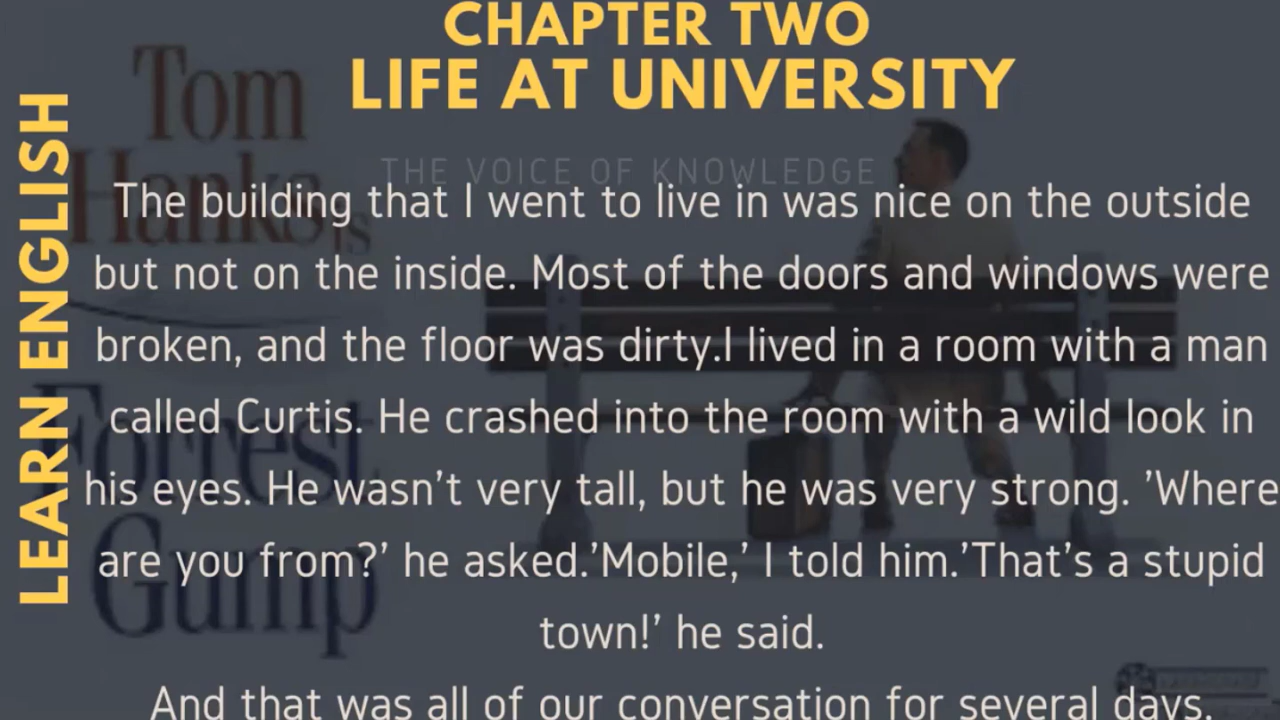 CHAPTER TWO
LIFE AT UNIVERSITY
LEARN ENGLISH
Tom
Hanks is
Forrest
Gump
THE VOICE OF KNOWLEDGE
The building that I went to live in was nice on the outside
but not on the inside. Most of the doors and windows were
broken, and the floor was dirty.I lived in a room with a man
called Curtis. He crashed into the room with a wild look in
his eyes. He wasn't very tall, but he was very strong. 'Where
are you from?' he asked.'Mobile,' I told him.'That's a stupid
town!' he said.
And that was all of our conversation for several days.